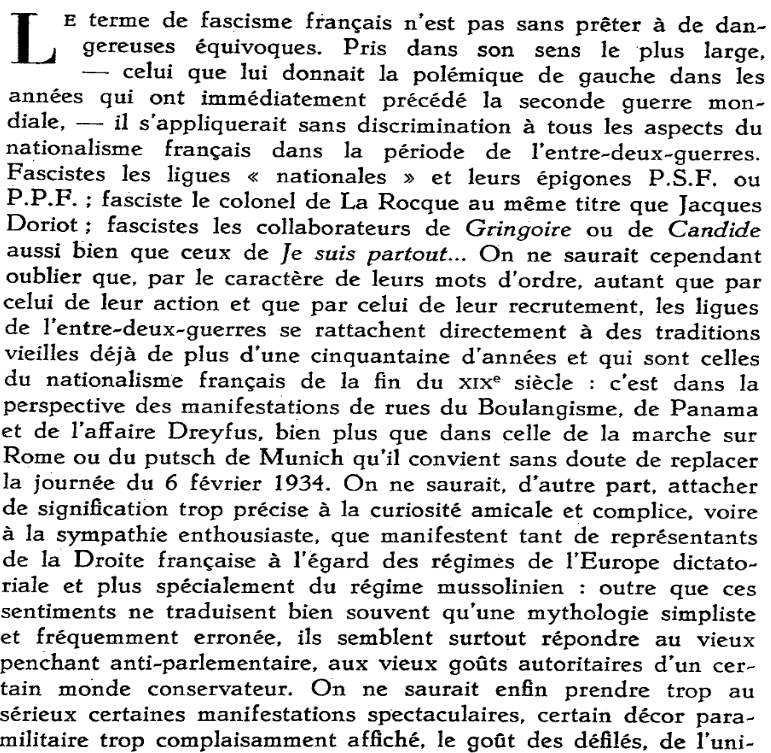 LE terme de fascisme français n'est pas sans prêter à de dan-
gereuses équivoques. Pris dans son sens le plus large,
— celui que lui donnait la polémique de gauche dans les
années qui ont immédiatement précédé la seconde guerre mon-
diale, — il s'appliquerait sans discrimination à tous les aspects du
nationalisme français dans la période de l'entre-deux-guerres.
Fascistes les ligues « nationales » et leurs épigones P.S.F. ou
P.P.F. ; fasciste le colonel de La Rocque au même titre que Jacques
Doriot ; fascistes les collaborateurs de Gringoire ou de Candide
aussi bien que ceux de Je suis partout... On ne saurait cependant
oublier que, par le caractère de leurs mots d'ordre, autant que par
celui de leur action et que par celui de leur recrutement, les ligues
de l'entre-deux-guerres se rattachent directement à des traditions
vieilles déjà de plus d'une cinquantaine d'années et qui sont celles
du nationalisme français de la fin du XIXe siècle : c'est dans la
perspective des manifestations de rues du Boulangisme, de Panama
et de l'affaire Dreyfus, bien plus que dans celle de la marche sur
Rome ou du putsch de Munich qu'il convient sans doute de replacer
la journée du 6 février 1934. On ne saurait, d'autre part, attacher
de signification trop précise à la curiosité amicale et complice, voire
à la sympathie enthousiaste, que manifestent tant de représentants
de la Droite française à l'égard des régimes de l'Europe dictato-
riale et plus spécialement du régime mussolinien : outre que ces
sentiments ne traduisent bien souvent qu'une mythologie simpliste
et fréquemment erronée, ils semblent surtout répondre au vieux
penchant anti-parlementaire, aux vieux goûts autoritaires d'un cer-
tain monde conservateur. On ne saurait enfin prendre trop au
sérieux certaines manifestations spectaculaires, certain décor para-
militaire trop complaisamment affiché, le goût des défilés, de l'uni-